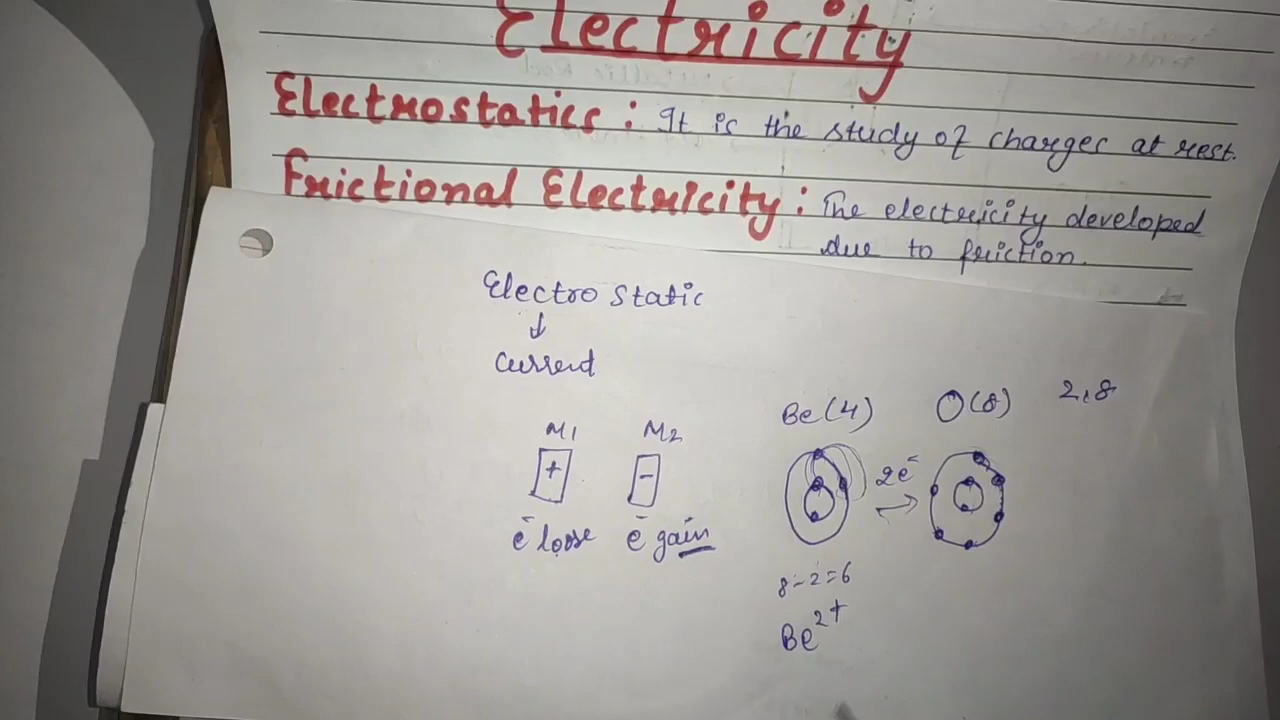 Electricity
Electrostatics : It is the study of charges at rest.
Frictional Electricity : The electricity developed
due to friction.
Electro static
↓
current
M1 M2
+ -
e⁻ loose e⁻ gain
Be(4) O(8) 2,8
2e⁻
8-2=6
Be²⁺